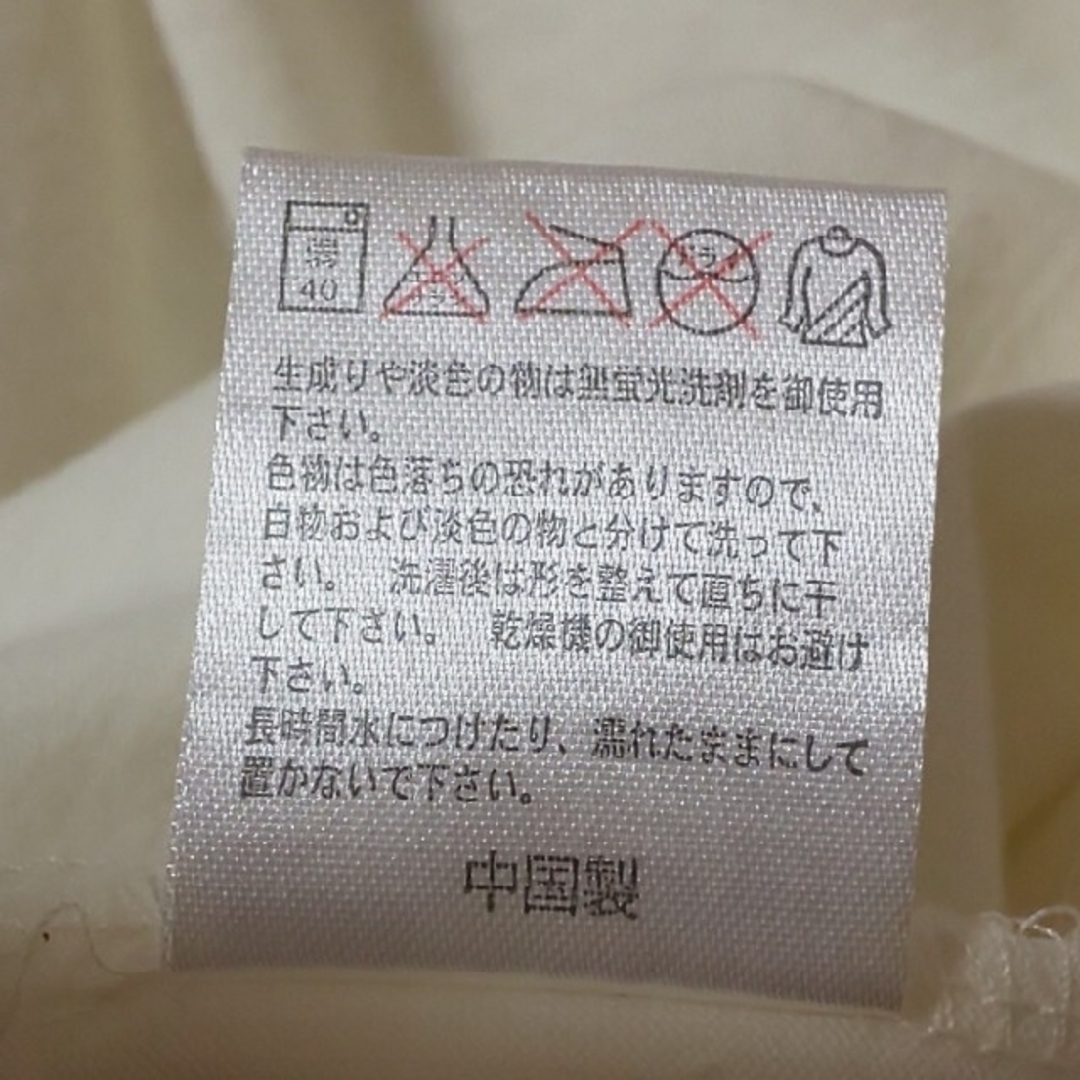 弱
40
生成りや淡色の物は無蛍光洗剤を御使用
下さい。
色物は色落ちの恐れがありますので、
白物および淡色の物と分けて洗って下
さい。 洗濯後は形を整えて直ちに干
して下さい。 乾燥機の御使用はお避け
下さい。
長時間水につけたり、濡れたままにして
置かないで下さい。
中国製